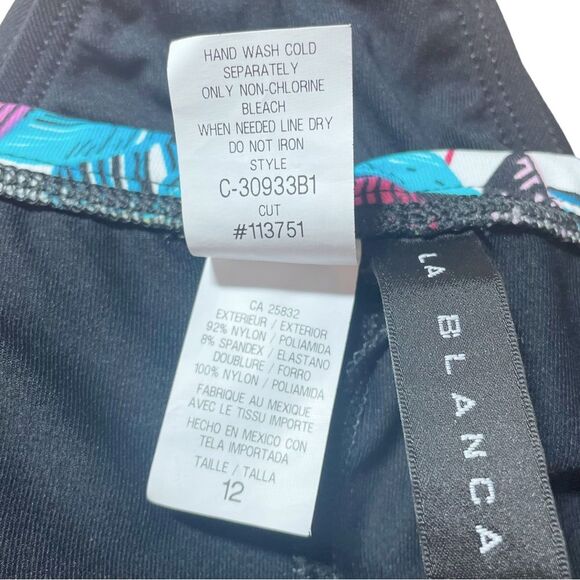 HAND WASH COLD
SEPARATELY
ONLY NON-CHLORINE
BLEACH
WHEN NEEDED LINE DRY
DO NOT IRON
STYLE
C-30933B1
CUT
#113751
CA 25832
EXTERIEUR / EXTERIOR
92% NYLON / POLIAMIDA
8% SPANDEX / ELASTANO
DOUBLURE / FORRO
100% NYLON / POLIAMIDA
FABRIQUE AU MEXIQUE
AVEC LE TISSU IMPORTE
HECHO EN MEXICO CON
TELA IMPORTADA
TAILLE / TALLA
12
LA BLANCA